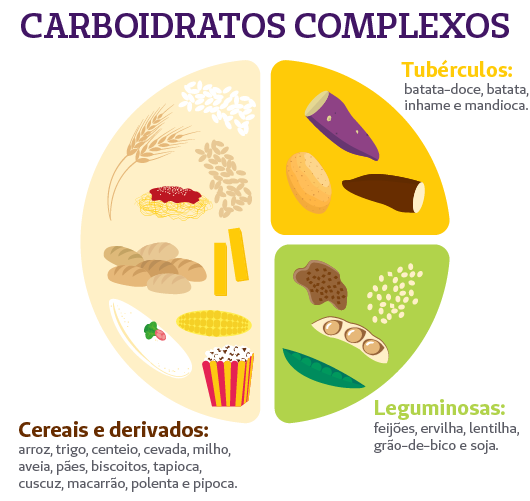 CARBOIDRATOS COMPLEXOS
Tubérculos:
batata-doce, batata,
inhame e mandioca.
Leguminosas:
feijões, ervilha, lentilha,
grão-de-bico e soja.
Cereais e derivados:
arroz, trigo, centeio, cevada, milho,
aveia, pães, biscoitos, tapioca,
cuscuz, macarrão, polenta e pipoca.